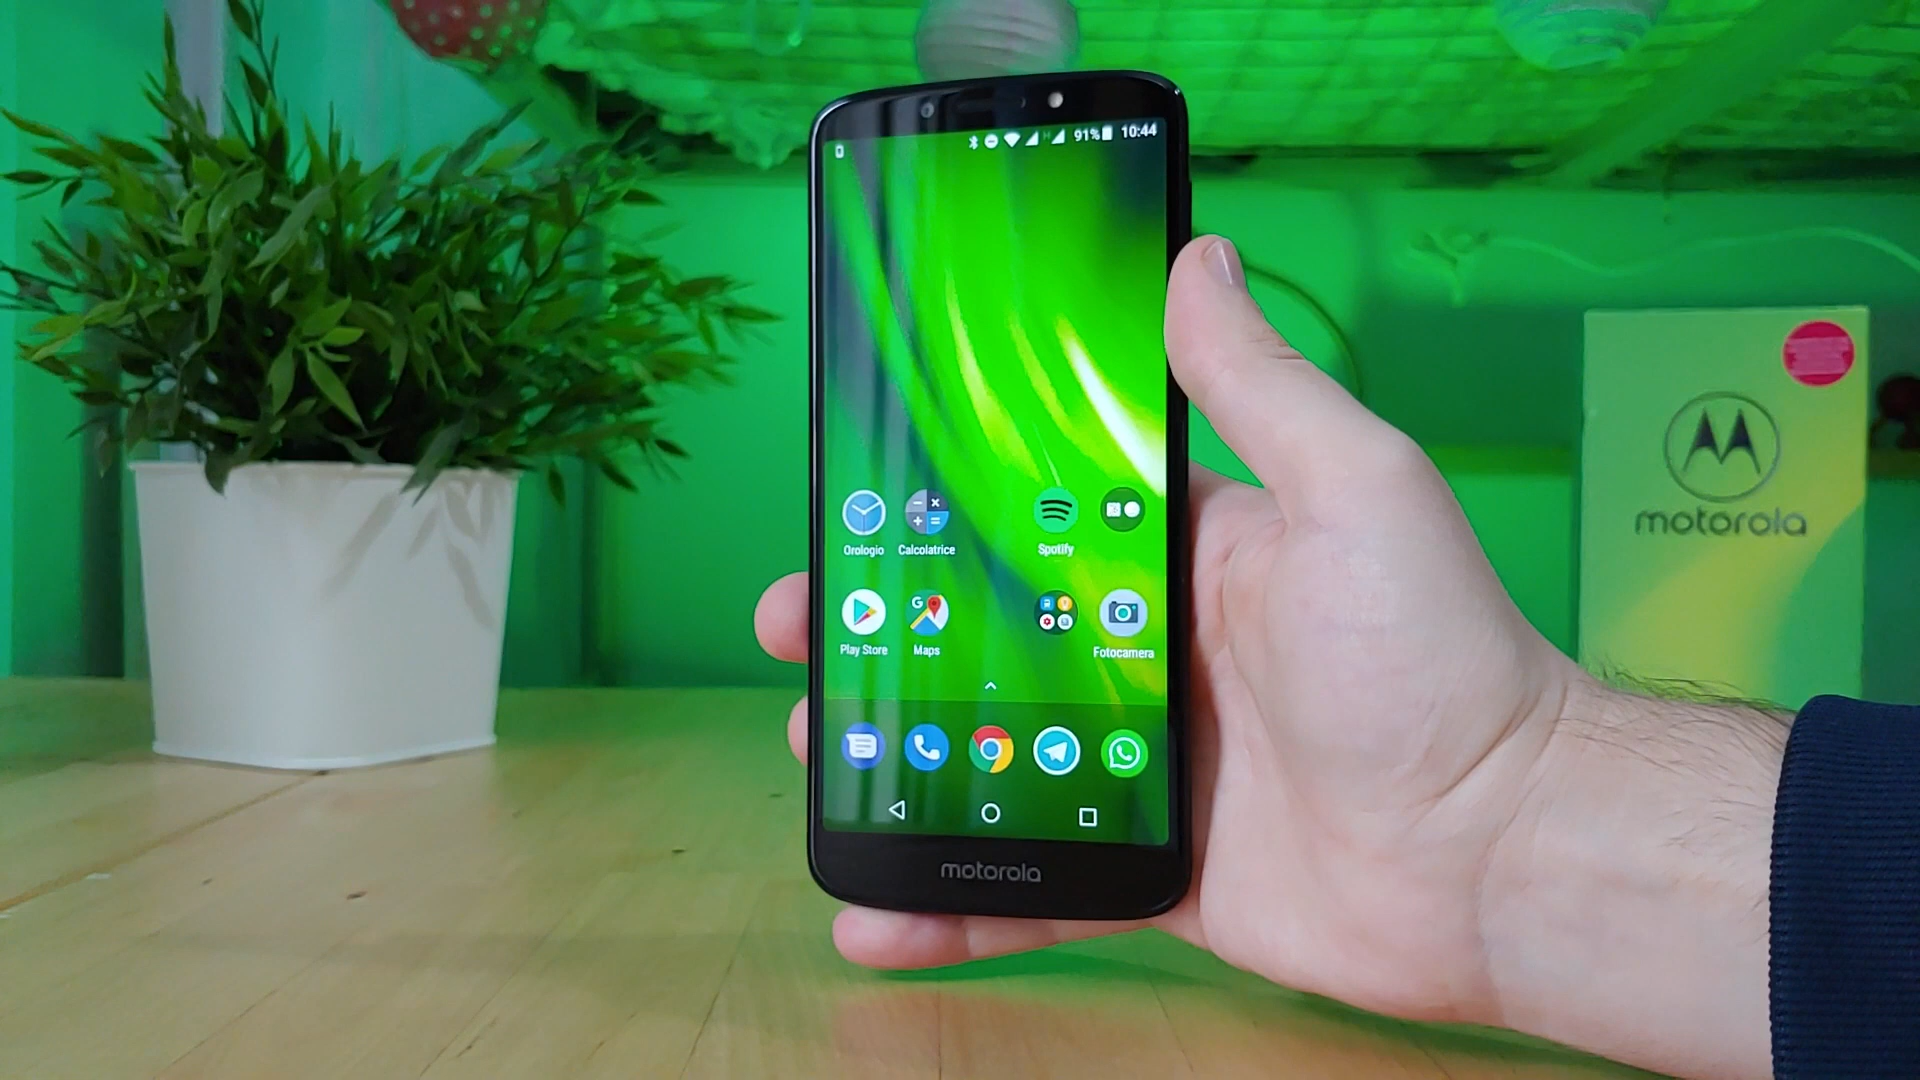 91% 10:44
Orologio Calcolatrice Spotify
Play Store Maps Fotocamera
motorola
motorola